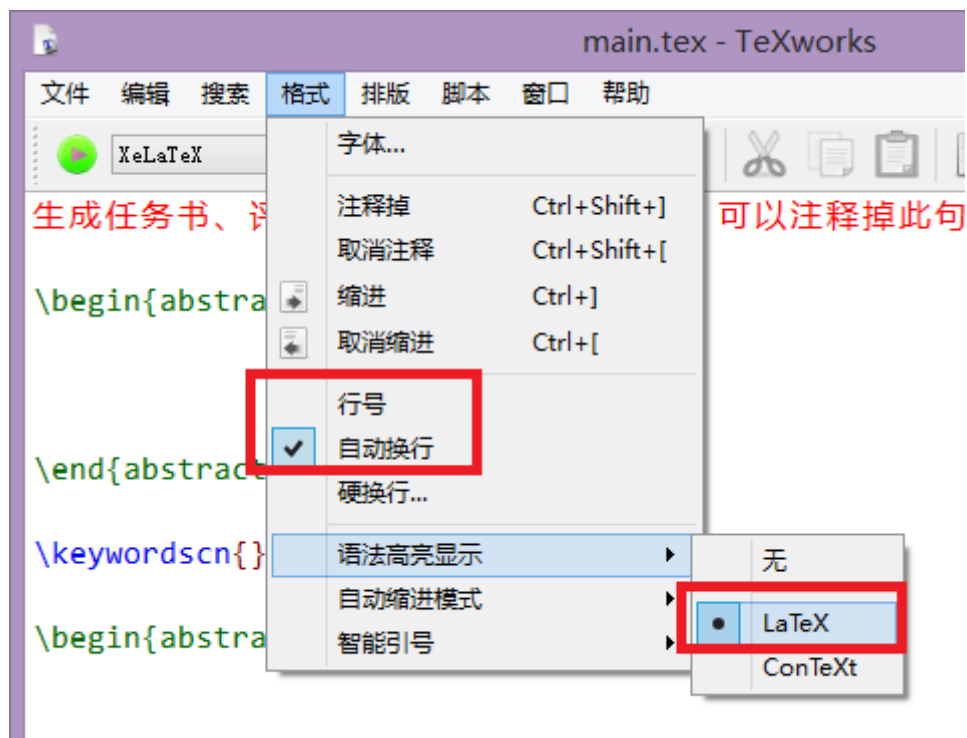 main.tex - TeXworks
文件 编辑 搜索 格式 排版 脚本 窗口 帮助
XeLaTeX
字体...
生成任务书、 可以注释掉此句
注释掉 Ctrl+Shift+]
取消注释 Ctrl+Shift+[
\begin{abstra
缩进 Ctrl+]
取消缩进 Ctrl+[
行号
自动换行
\end{abstract
硬换行...
\keywordscn{}
语法高亮显示
无
自动缩进模式
LaTeX
\begin{abstra
智能引号
ConTeXt